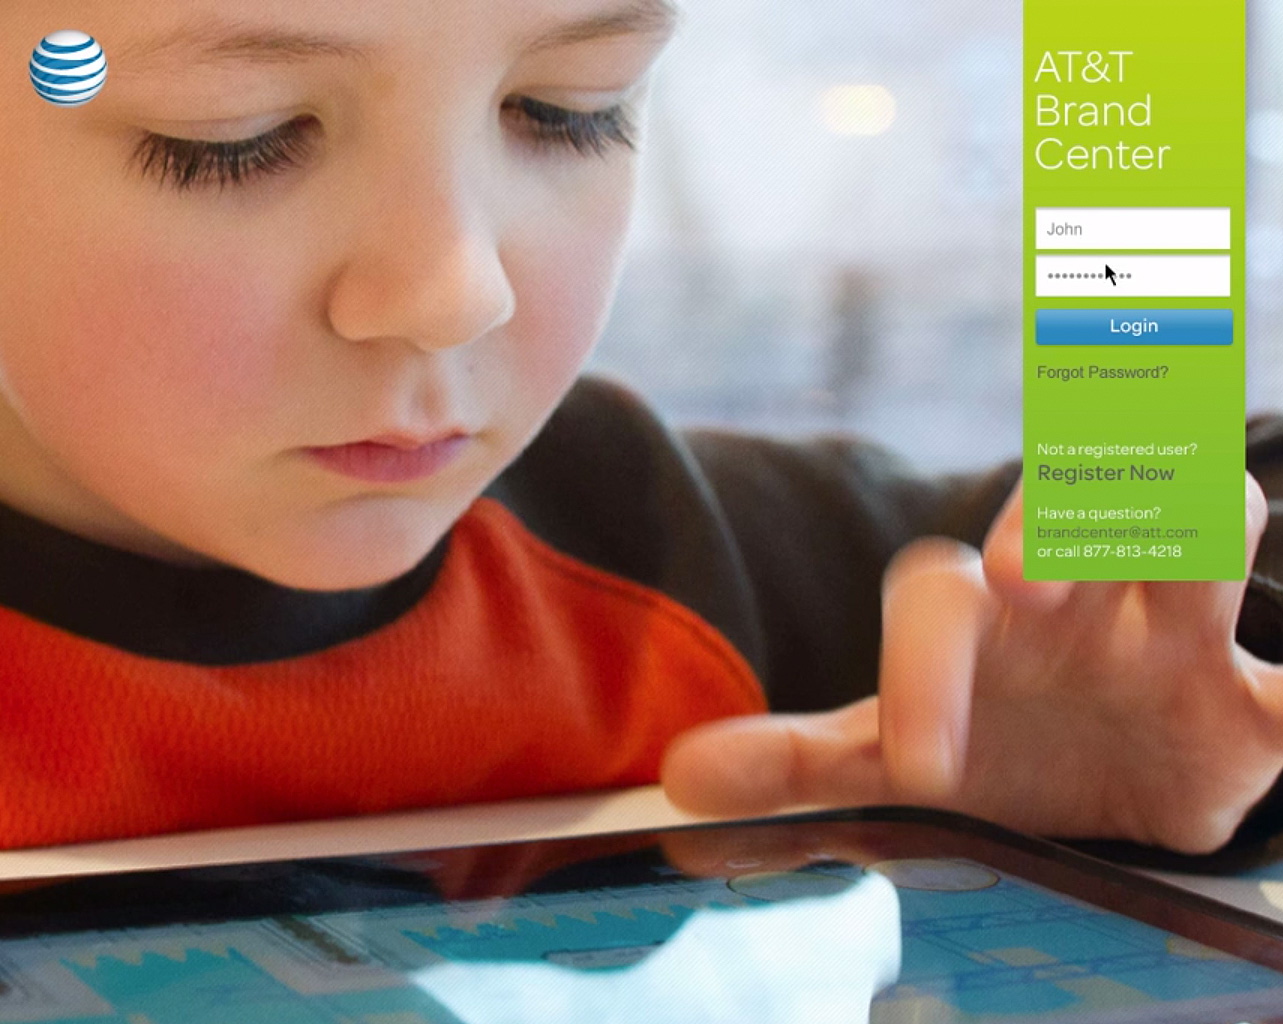 AT&T
Brand
Center
John
Login
Forgot Password?
Not a registered user?
Register Now
Have a question?
brandcenter@att.com
or call 877-813-4218